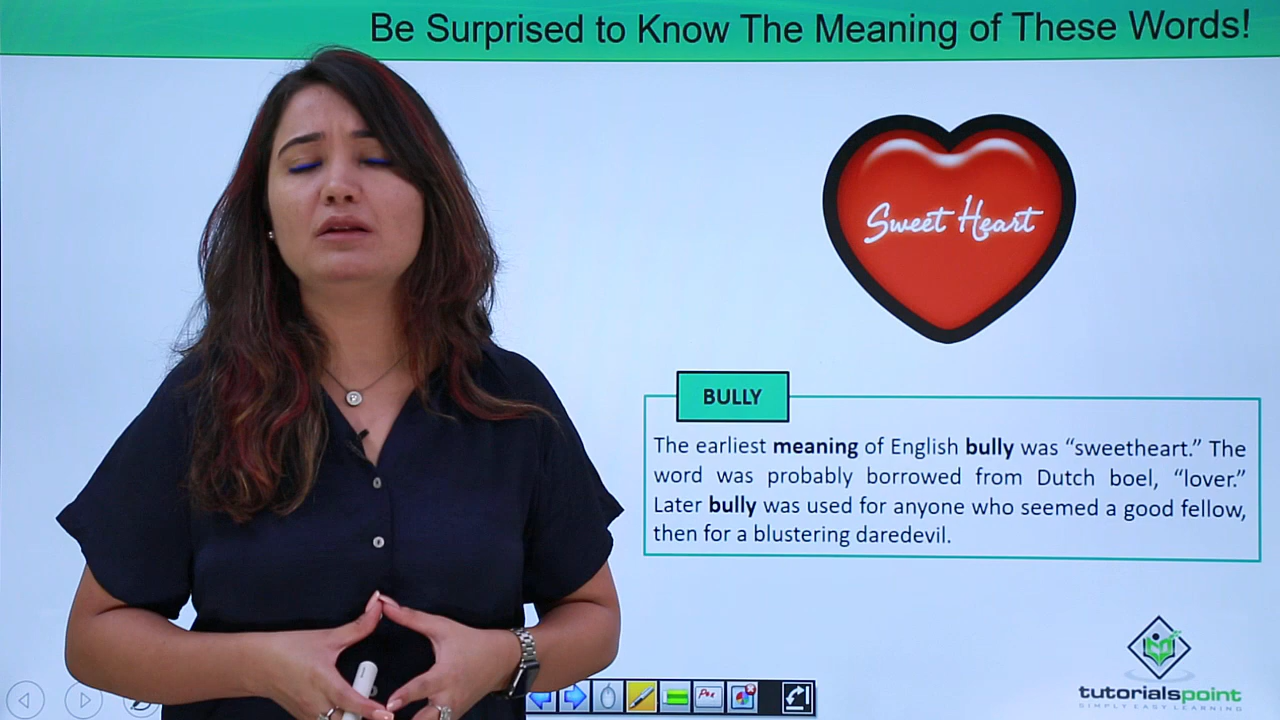 Be Surprised to Know The Meaning of These Words!
Sweet Heart
BULLY
The earliest meaning of English bully was “sweetheart.” The
word was probably borrowed from Dutch boel, “lover.”
Later bully was used for anyone who seemed a good fellow,
then for a blustering daredevil.
tutorialspoint
SIMPLY EASY LEARNING